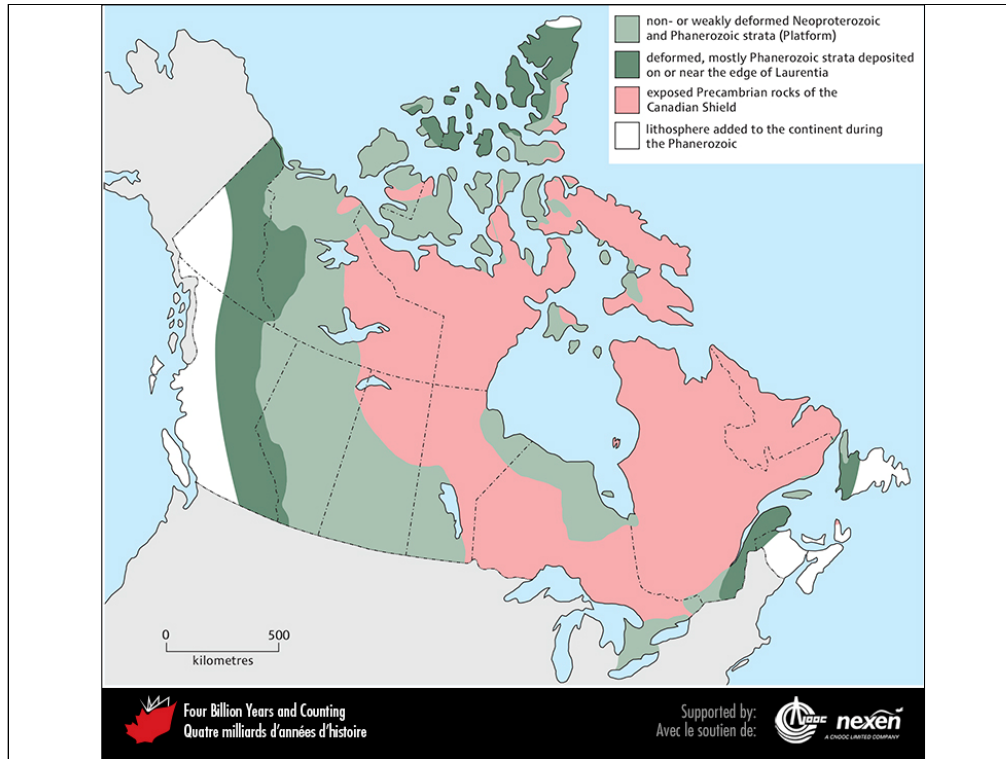 non- or weakly deformed Neoproterozoic
and Phanerozoic strata (Platform)
deformed, mostly Phanerozoic strata deposited
on or near the edge of Laurentia
exposed Precambrian rocks of the
Canadian Shield
lithosphere added to the continent during
the Phanerozoic
0 500
kilometres
Four Billion Years and Counting
Quatre milliards d'années d'histoire
Supported by:
Avec le soutien de:
CNOOC
nexen
A CNOOC LIMITED COMPANY